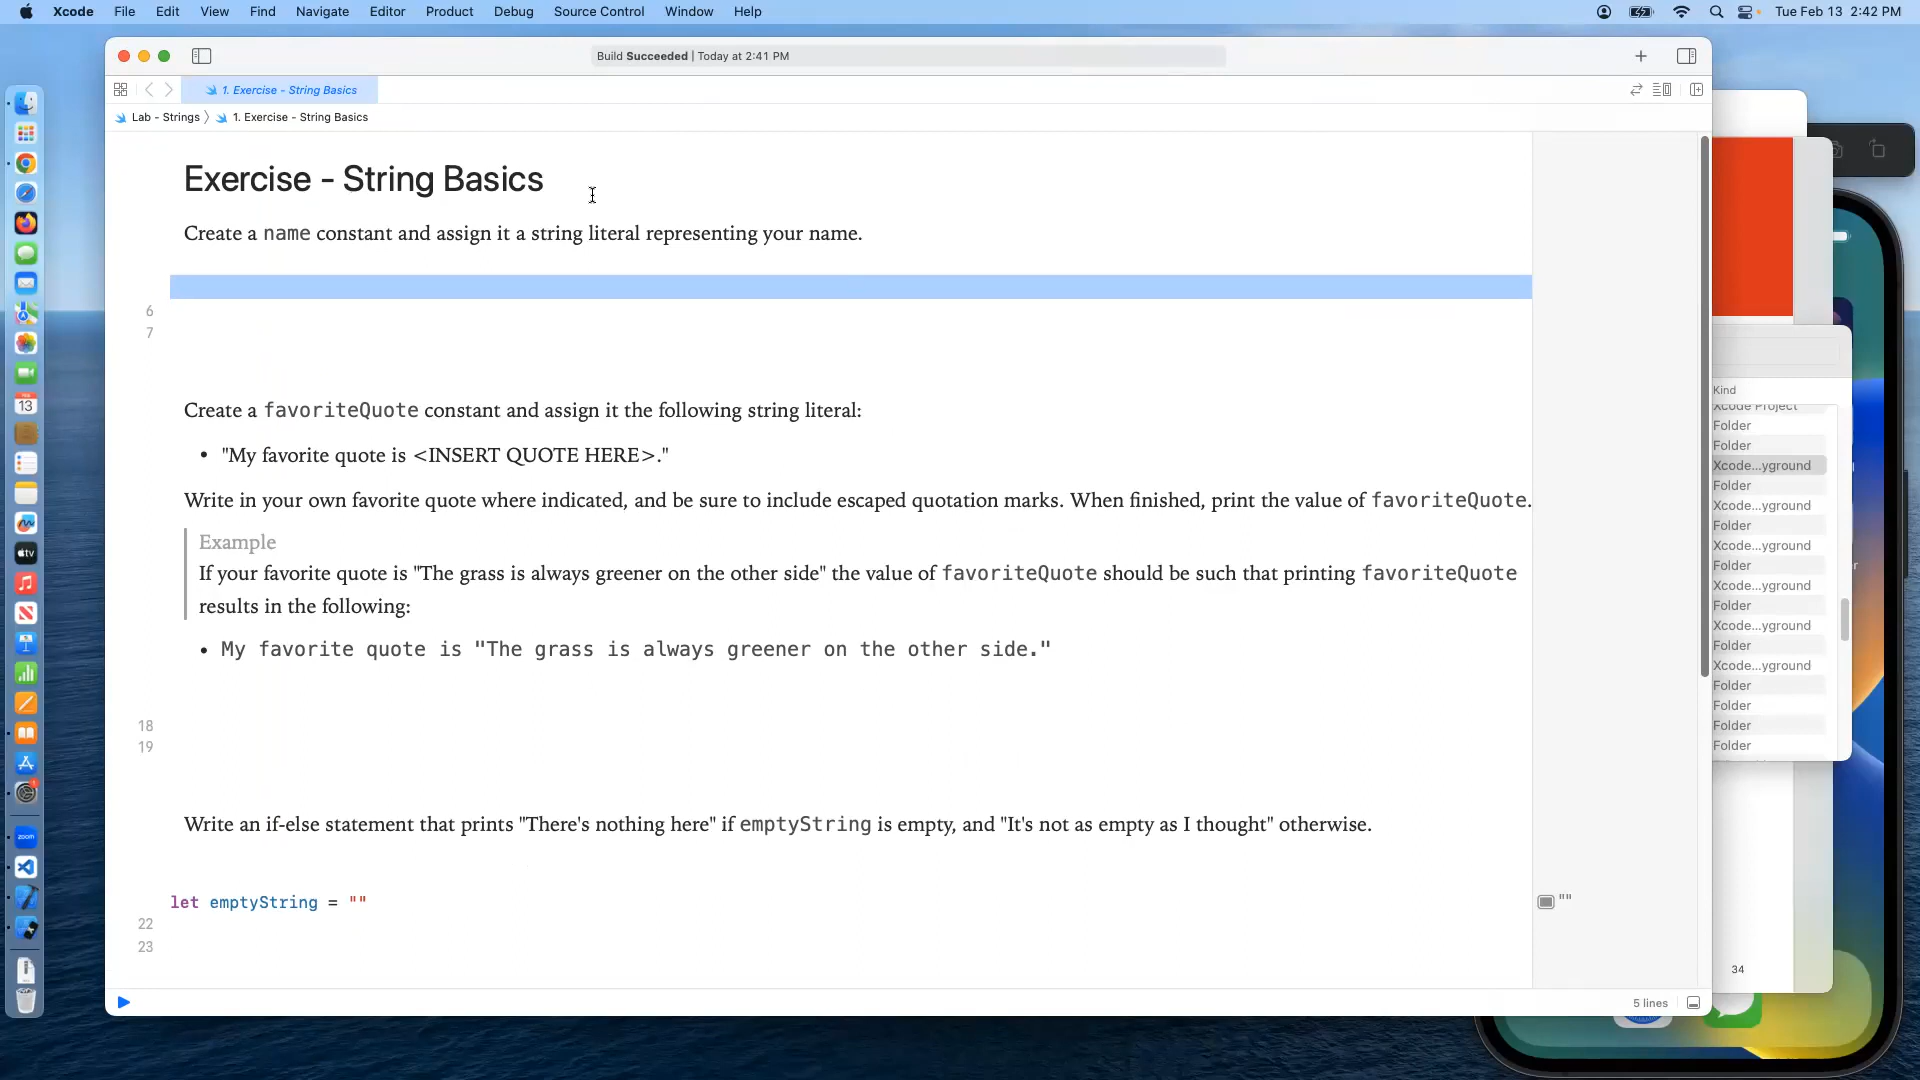 Xcode File Edit View Find Navigate Editor Product Debug Source Control Window Help
Tue Feb 13 2:42 PM
Build Succeeded | Today at 2:41 PM
1. Exercise - String Basics
Lab - Strings 1. Exercise - String Basics
Exercise - String Basics
Create a name constant and assign it a string literal representing your name.
6
7
Create a favoriteQuote constant and assign it the following string literal:
• "My favorite quote is <INSERT QUOTE HERE>."
Write in your own favorite quote where indicated, and be sure to include escaped quotation marks. When finished, print the value of favoriteQuote.
Example
If your favorite quote is "The grass is always greener on the other side" the value of favoriteQuote should be such that printing favoriteQuote
results in the following:
• My favorite quote is "The grass is always greener on the other side."
18
19
Write an if-else statement that prints "There's nothing here" if emptyString is empty, and "It's not as empty as I thought" otherwise.
let emptyString = ""
""
22
23
5 lines
Kind
Xcode Project
Folder
Folder
Xcode...yground
Folder
Xcode...yground
Folder
Xcode...yground
Folder
Xcode...yground
Folder
Xcode...yground
Folder
Xcode...yground
Folder
Folder
Folder
Folder
34
13
zoom
tv